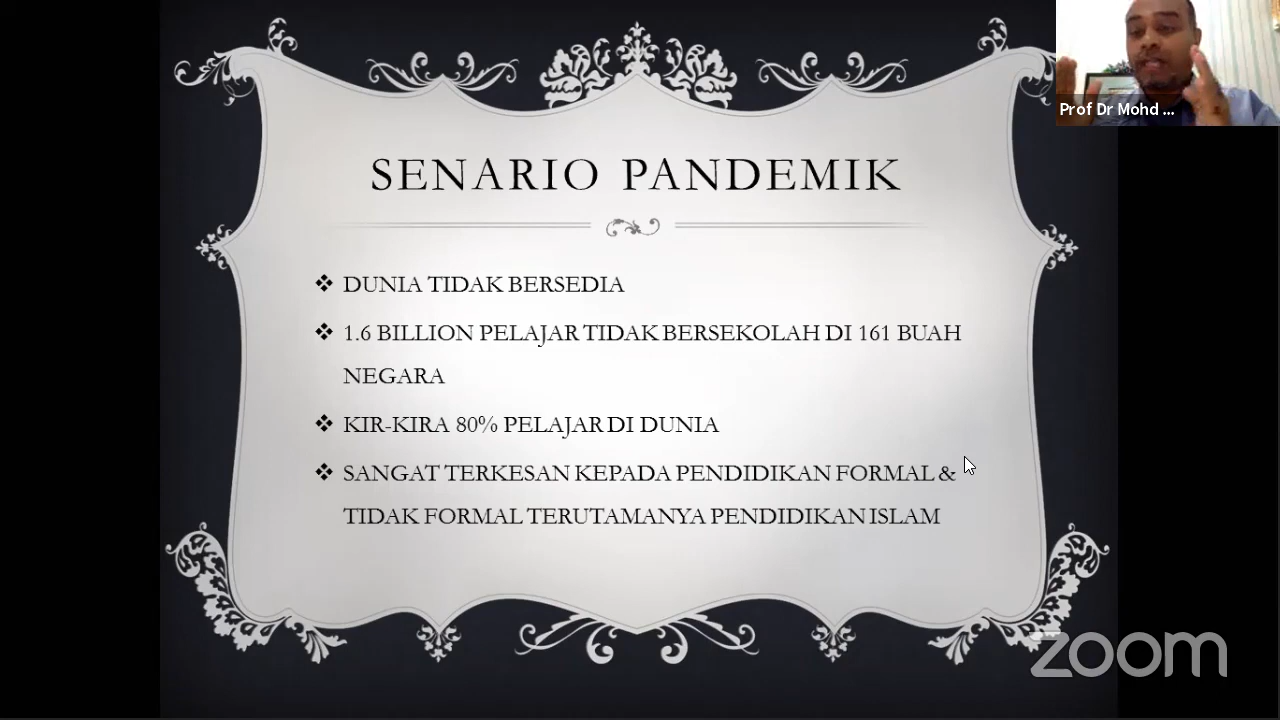 Prof Dr Mohd ...
SENARIO PANDEMIK
DUNIA TIDAK BERSEDIA
1.6 BILLION PELAJAR TIDAK BERSEKOLAH DI 161 BUAH
NEGARA
KIR-KIRA 80% PELAJAR DI DUNIA
SANGAT TERKESAN KEPADA PENDIDIKAN FORMAL &
TIDAK FORMAL TERUTAMANYA PENDIDIKAN ISLAM
zoom